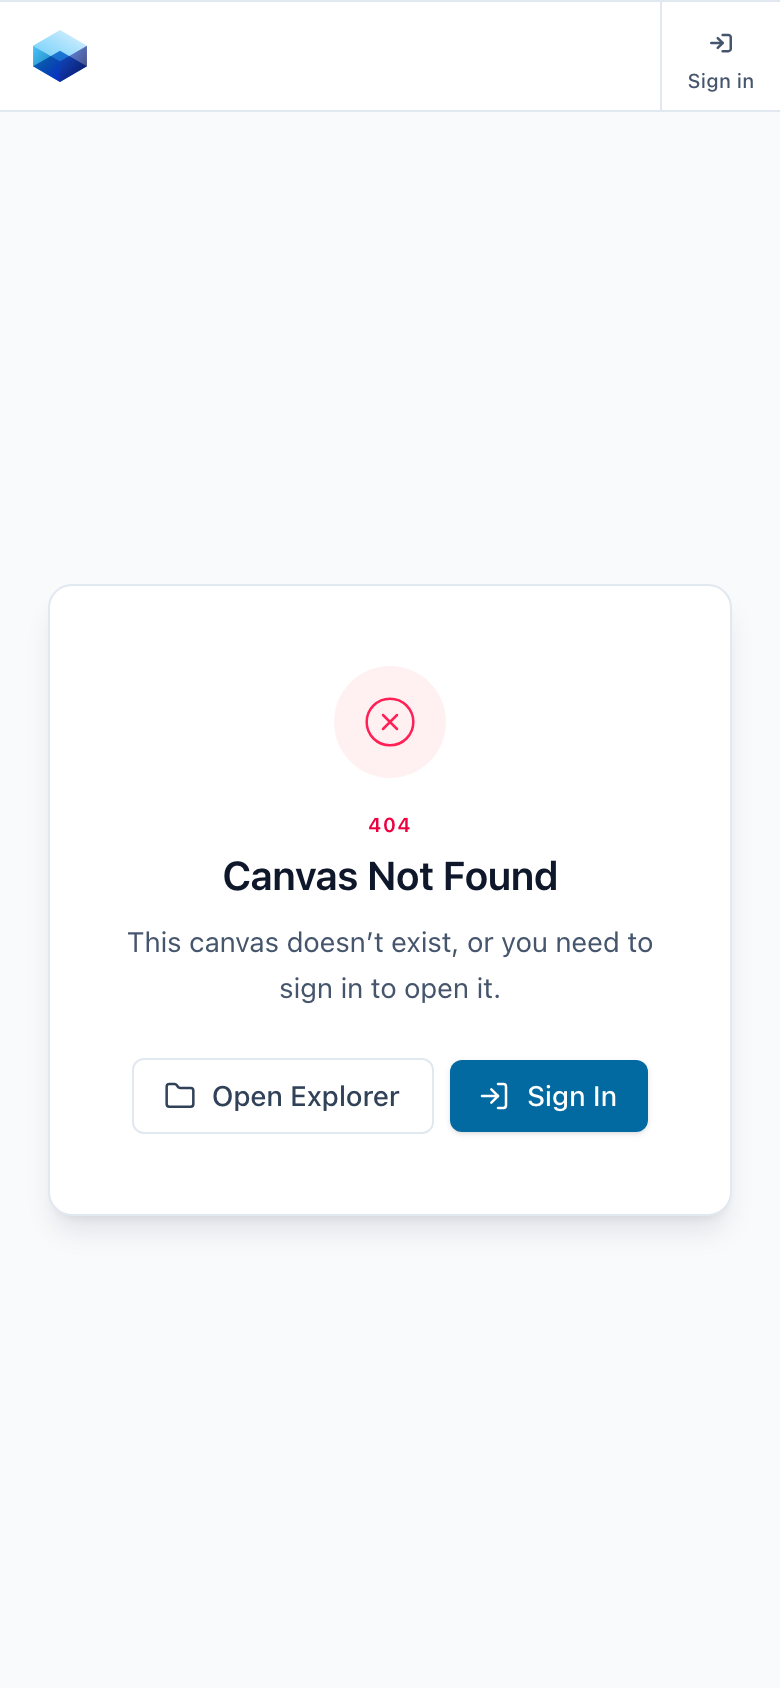 Sign in
404
Canvas Not Found
This canvas doesn’t exist, or you need to
sign in to open it.
Open Explorer
Sign In